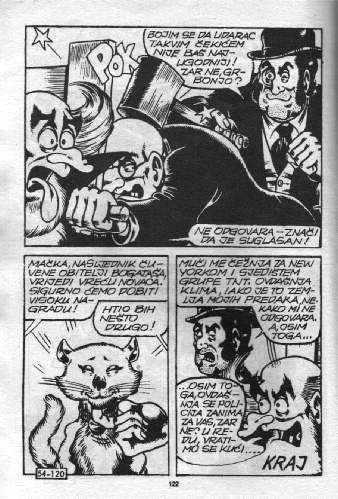 POK
BOJIM SE DA UDARAC
TAKVIM ČEKIĆEM
NIJE BAŠ NAJ-
UGODNIJI!
ZAR NE, GR-
BONJO?
NE ODGOVARA – ZNAČI
DA JE SUGLASAN!
MAČKA, NASLJEDNIK ČU-
VENE OBITELJI BOGATAŠA,
VRIJEDI VREĆU NOVACA.
SIGURNO ĆEMO DOBITI
VISOKU NA-
GRADU!
HTIO BIH
NEŠTO
DRUGO!
54-120
MUČI ME ČEŽNJA ZA NEW
YORKOM I SJEDIŠTEM
GRUPE TNT. OVDAŠNJA
KLIMA, IAKO JE TO ZEM-
LJA MOJIH PREDAKA, NE-
KAKO MI NE
ODGOVARA.
A, OSIM
TOGA...
...OSIM TO-
GA, OVDAŠ-
NJA SE POLI-
CIJA ZANIMA
ZA VAS, ZAR
NE? U RE-
DU, VRATI-
MO SE KUĆI...
KRAJ
122